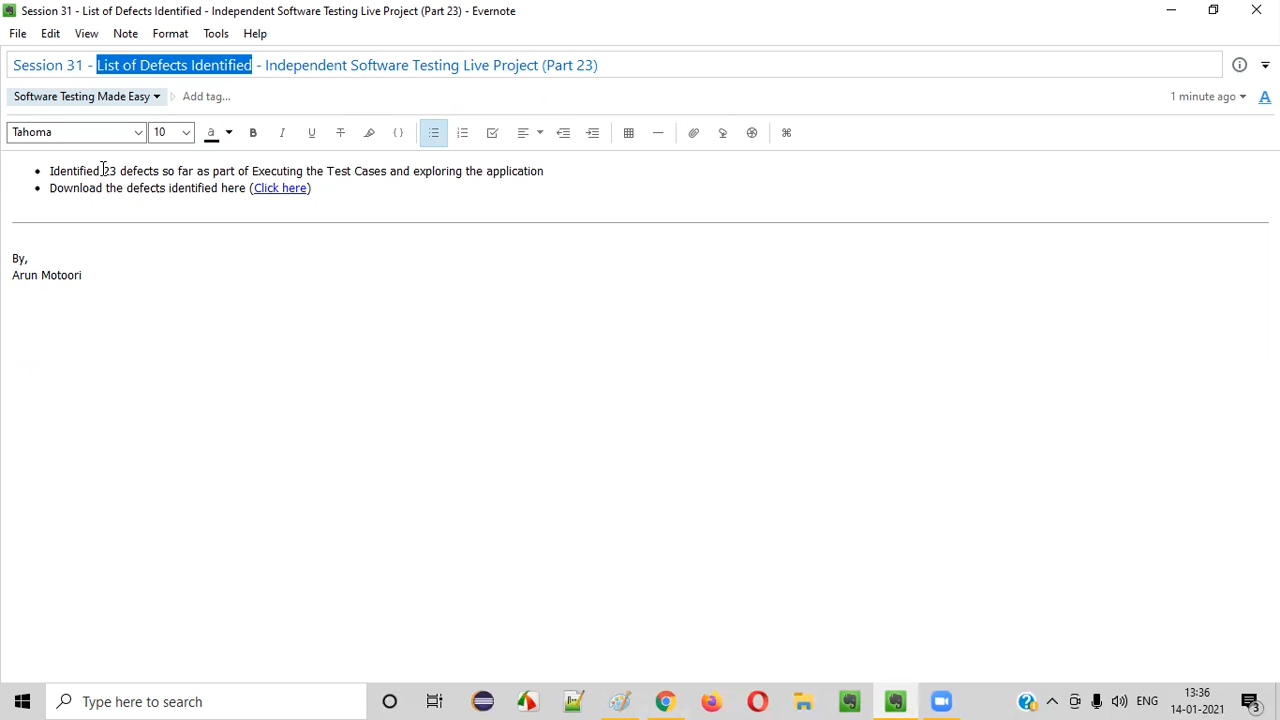 Session 31 - List of Defects Identified - Independent Software Testing Live Project (Part 23) - Evernote
File Edit View Note Format Tools Help
Session 31 - List of Defects Identified - Independent Software Testing Live Project (Part 23)
Software Testing Made Easy Add tag... 1 minute ago
Tahoma 10 a B I U T { } A
Identified 23 defects so far as part of Executing the Test Cases and exploring the application
Download the defects identified here (Click here)
By,
Arun Motoori
Type here to search ENG 13:36
14-01-2021 3